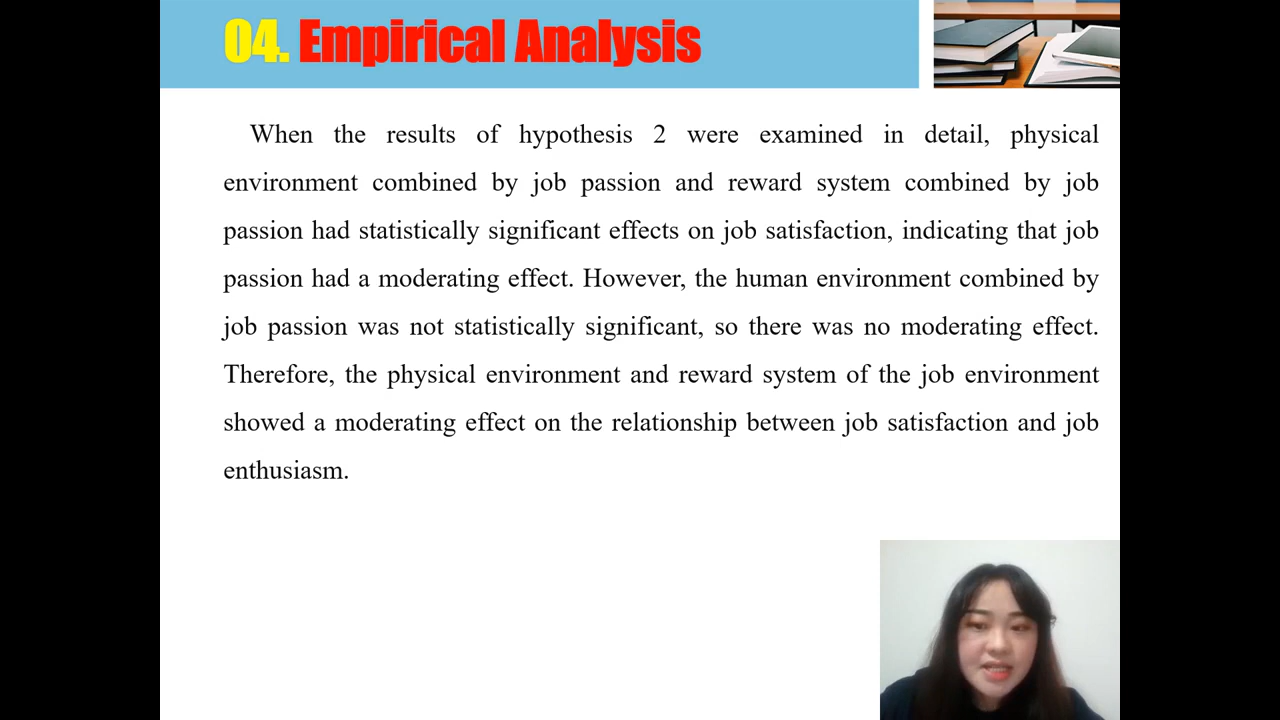 04. Empirical Analysis
When the results of hypothesis 2 were examined in detail, physical
environment combined by job passion and reward system combined by job
passion had statistically significant effects on job satisfaction, indicating that job
passion had a moderating effect. However, the human environment combined by
job passion was not statistically significant, so there was no moderating effect.
Therefore, the physical environment and reward system of the job environment
showed a moderating effect on the relationship between job satisfaction and job
enthusiasm.